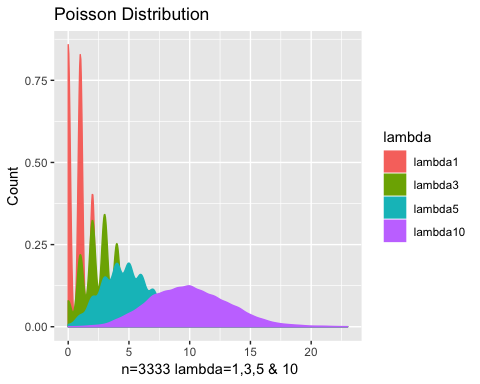 Poisson Distribution
Count
0.75
0.50
0.25
0.00
0
5
10
15
20
n=3333 lambda=1,3,5 & 10
lambda
lambda1
lambda3
lambda5
lambda10